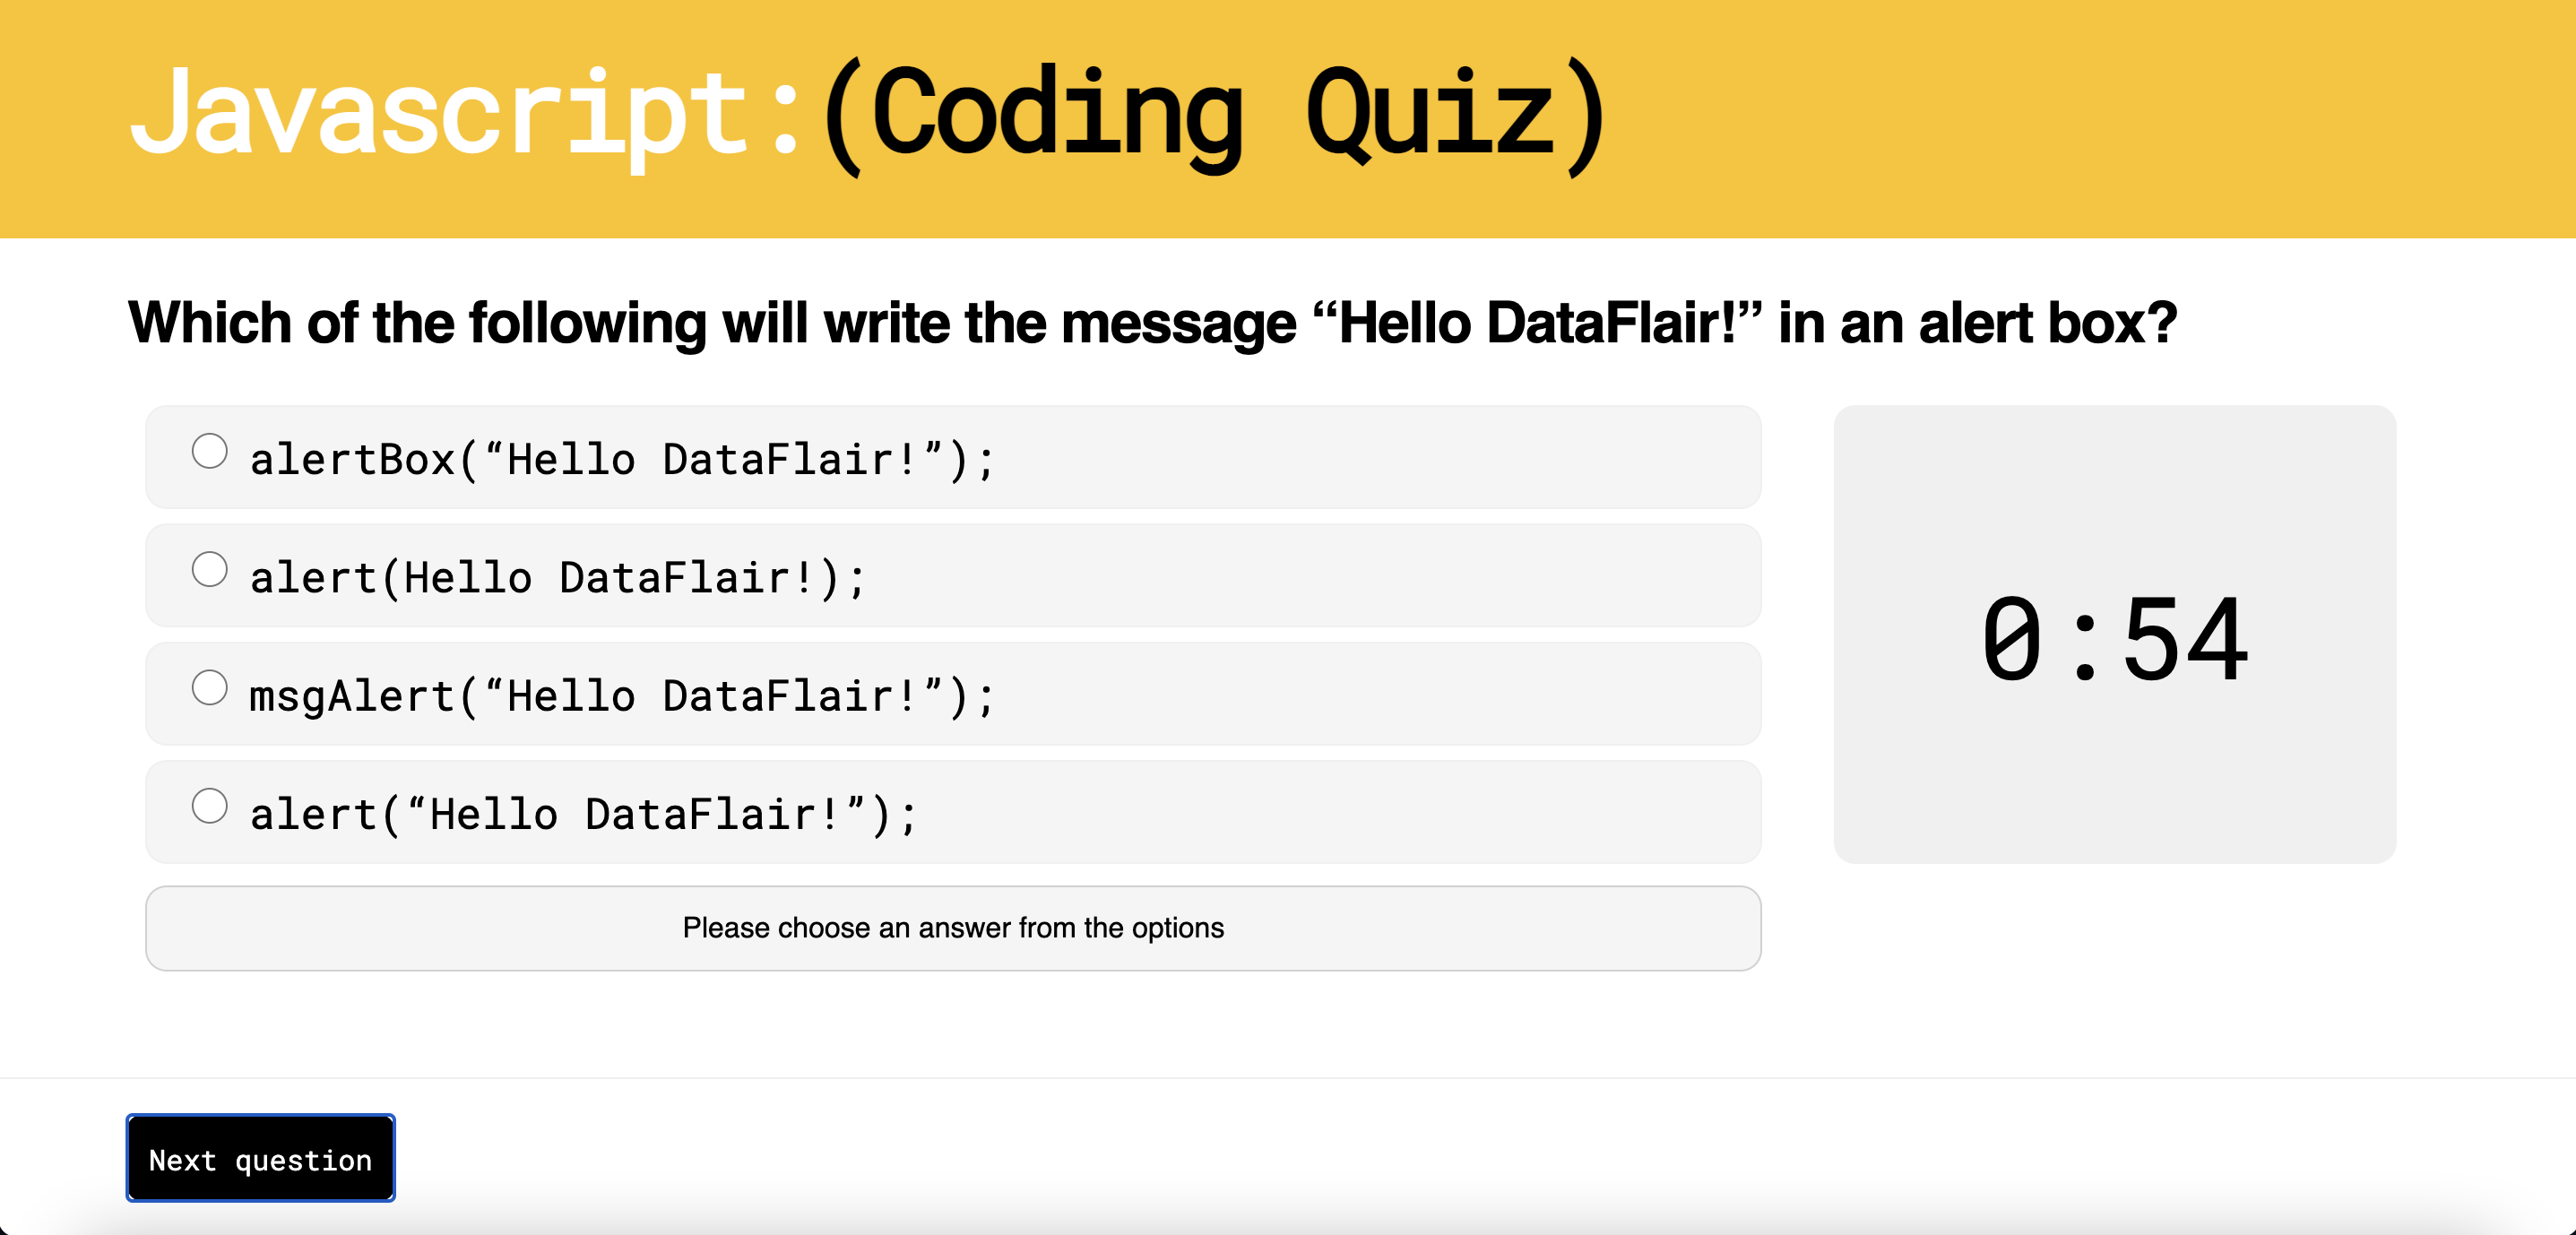 Javascript:(Coding Quiz)
Which of the following will write the message “Hello DataFlair!” in an alert box?
alertBox(“Hello DataFlair!”);
alert(Hello DataFlair!);
msgAlert(“Hello DataFlair!”);
alert(“Hello DataFlair!”);
0:54
Please choose an answer from the options
Next question